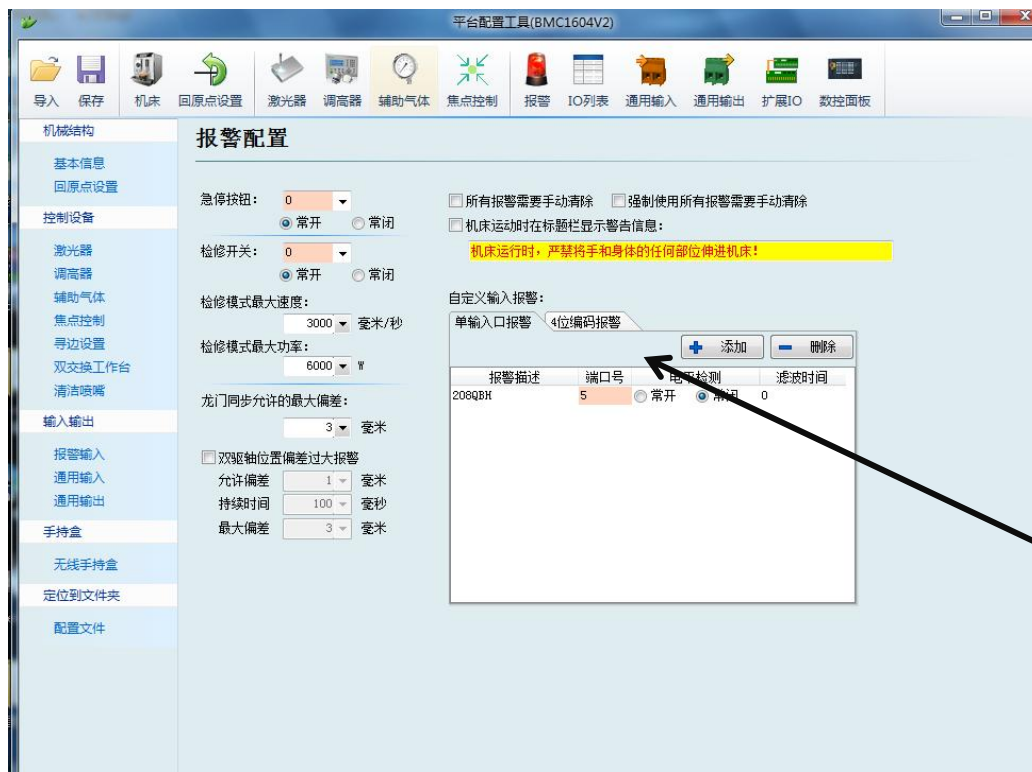 平台配置工具(BMC1604V2)
导入 保存 机床 回原点设置 激光器 调高器 辅助气体 焦点控制 报警 IO列表 通用输入 通用输出 扩展IO 数控面板
机械结构
基本信息
回原点设置
控制设备
激光器
调高器
辅助气体
焦点控制
寻边设置
双交换工作台
清洁喷嘴
输入输出
报警输入
通用输入
通用输出
手持盒
无线手持盒
定位到文件夹
配置文件
报警配置
急停按钮: 0
常开 常闭
检修开关: 0
常开 常闭
检修模式最大速度:
3000 毫米/秒
检修模式最大功率:
6000 W
龙门同步允许的最大偏差:
3 毫米
双驱轴位置偏差过大报警
允许偏差 1 毫米
持续时间 100 毫秒
最大偏差 3 毫米
所有报警需要手动清除 强制使用所有报警需要手动清除
机床运动时在标题栏显示警告信息:
机床运行时,严禁将手和身体的任何部位伸进机床!
自定义输入报警:
单输入口报警 4位编码报警
添加 删除
报警描述 端口号 电平检测 滤波时间
208QBH 5 常开 常闭 0